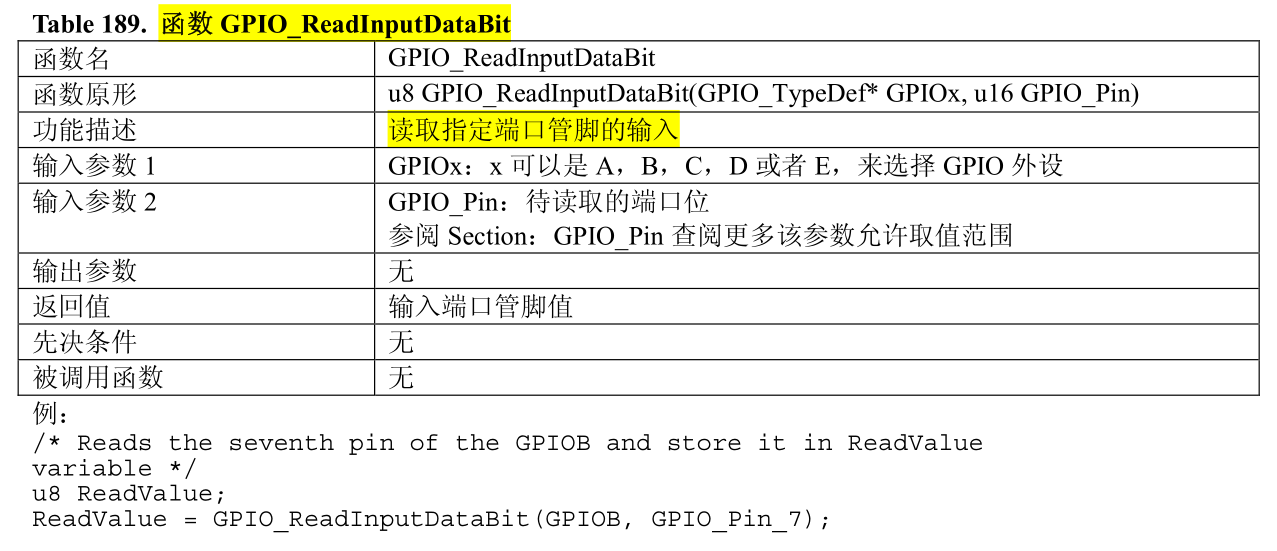 Table 189. 函数 GPIO_ReadInputDataBit
函数名 GPIO_ReadInputDataBit
函数原形 u8 GPIO_ReadInputDataBit(GPIO_TypeDef* GPIOx, u16 GPIO_Pin)
功能描述 读取指定端口管脚的输入
输入参数 1 GPIOx：x 可以是 A，B，C，D 或者 E，来选择 GPIO 外设
输入参数 2 GPIO_Pin：待读取的端口位
参阅 Section：GPIO_Pin 查阅更多该参数允许取值范围
输出参数 无
返回值 输入端口管脚值
先决条件 无
被调用函数 无
例：
/* Reads the seventh pin of the GPIOB and store it in ReadValue
variable */
u8 ReadValue;
ReadValue = GPIO_ReadInputDataBit(GPIOB, GPIO_Pin_7);